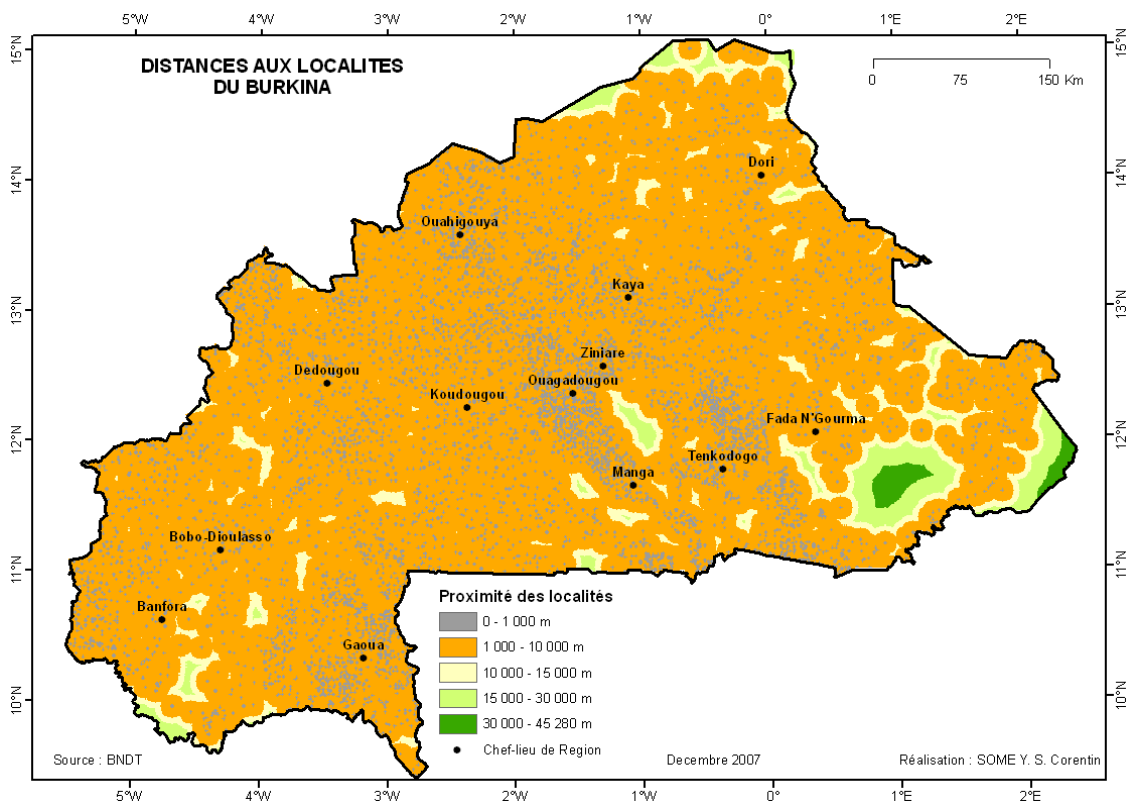 5°W 4°W 3°W 2°W 1°W 0° 1°E 2°E
15°N 15°N
DISTANCES AUX LOCALITES
DU BURKINA
0 75 150 Km
Dori
14°N 14°N
Ouahigouya
Kaya
13°N 13°N
Ziniare
Dedougou
Ouagadougou
Koudougou
Fada N'Gourma
12°N 12°N
Tenkodogo
Manga
Bobo-Dioulasso
11°N 11°N
Proximité des localités
0 - 1 000 m
1 000 - 10 000 m
10 000 - 15 000 m
15 000 - 30 000 m
30 000 - 45 280 m
Chef-lieu de Region
Banfora
Gaoua
10°N 10°N
Source : BNDT
Decembre 2007
Réalisation : SOME Y. S. Corentin
5°W 4°W 3°W 2°W 1°W 0° 1°E 2°E